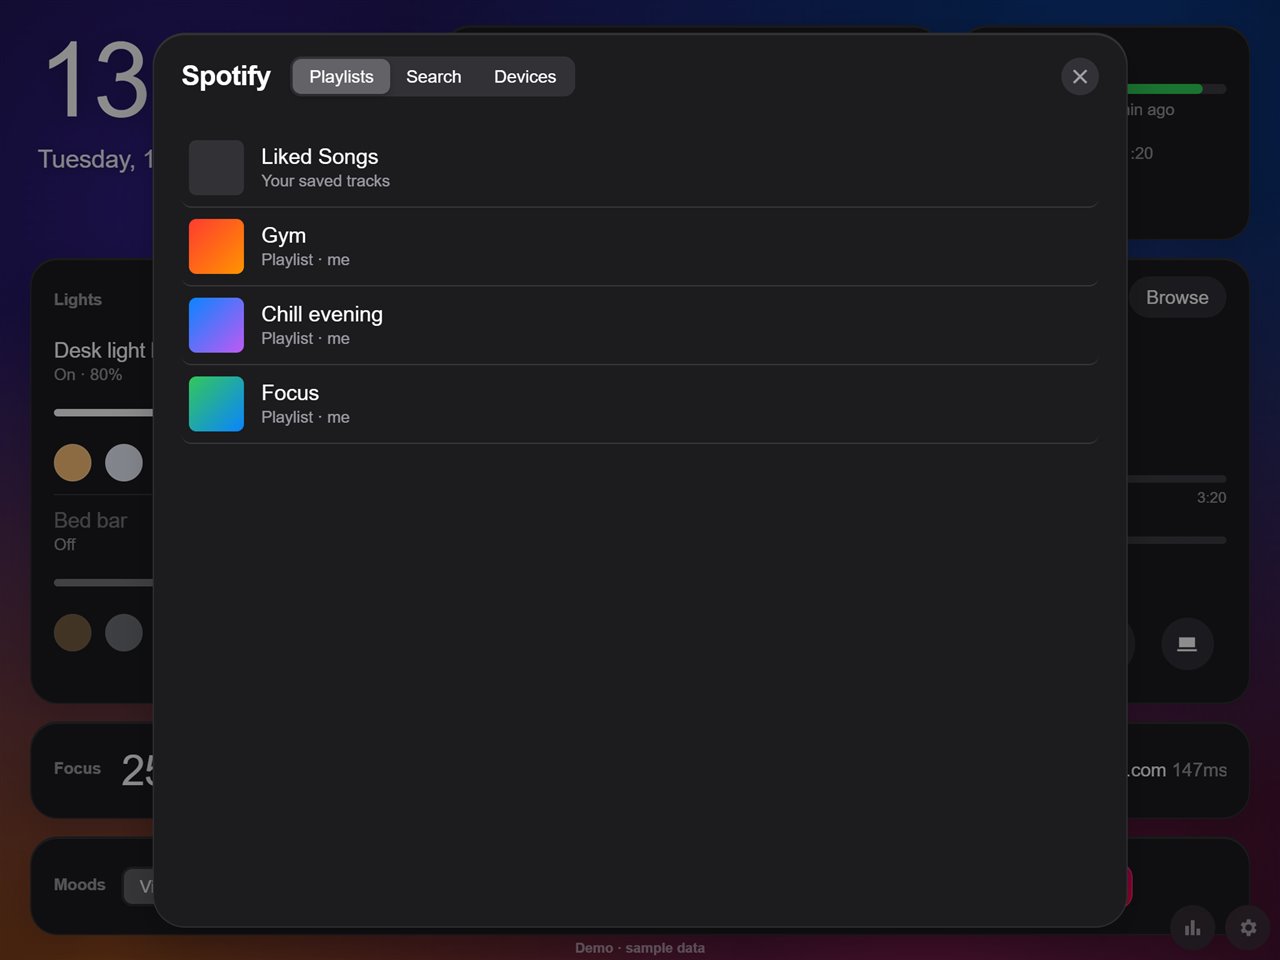 13
Tuesday, 1
Spotify
Playlists
Search
Devices
Liked Songs
Your saved tracks
Gym
Playlist · me
Chill evening
Playlist · me
Focus
Playlist · me
ago
:20
Lights
Desk light
On · 80%
Bed bar
Off
Browse
3:20
Focus
25
.com 147ms
Moods
Vi
Demo · sample data